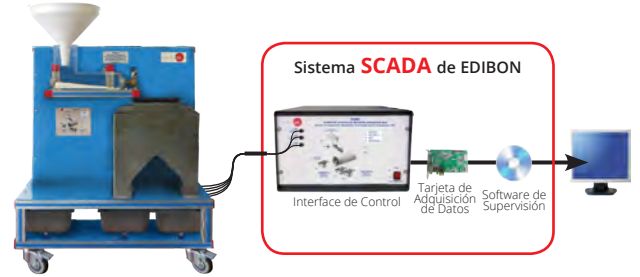 Sistema SCADA de EDIBON
Interface de Control
Tarjeta de
Adquisición
de Datos
Software de
Supervisión